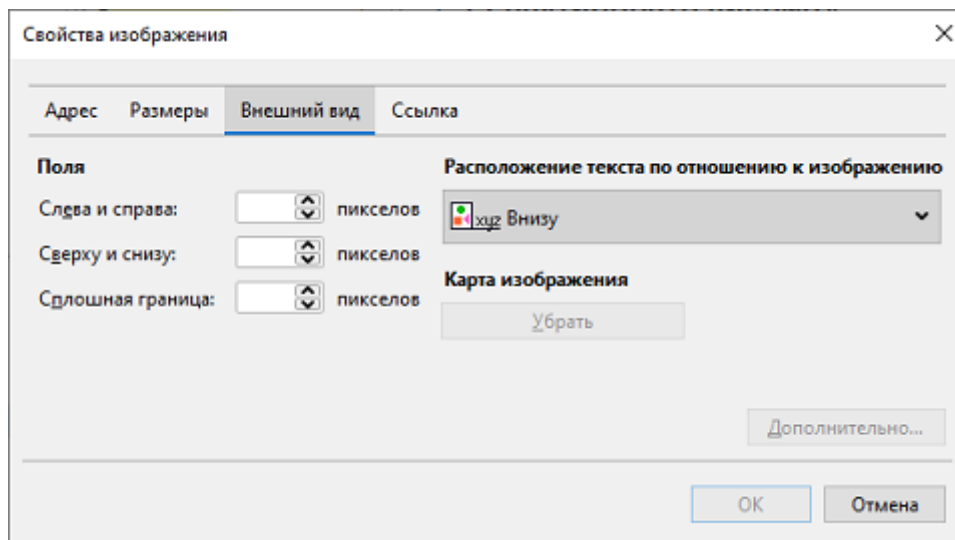 Свойства изображения
Адрес Размеры Внешний вид Ссылка
Поля
Слева и справа: пикселов
Сверху и снизу: пикселов
Сплошная граница: пикселов
Расположение текста по отношению к изображению
xyz Внизу
Карта изображения
Убрать
Дополнительно...
ОК Отмена